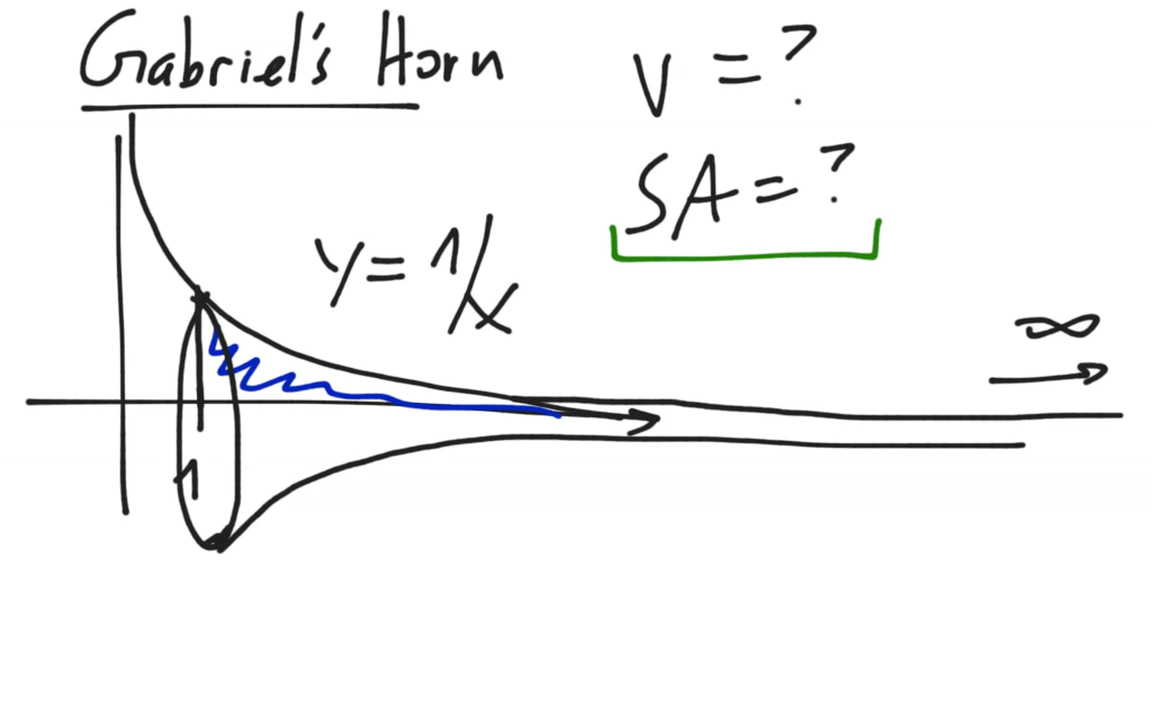 Gabriel's Horn
V = ?
SA = ?
y = 1/x
∞
1